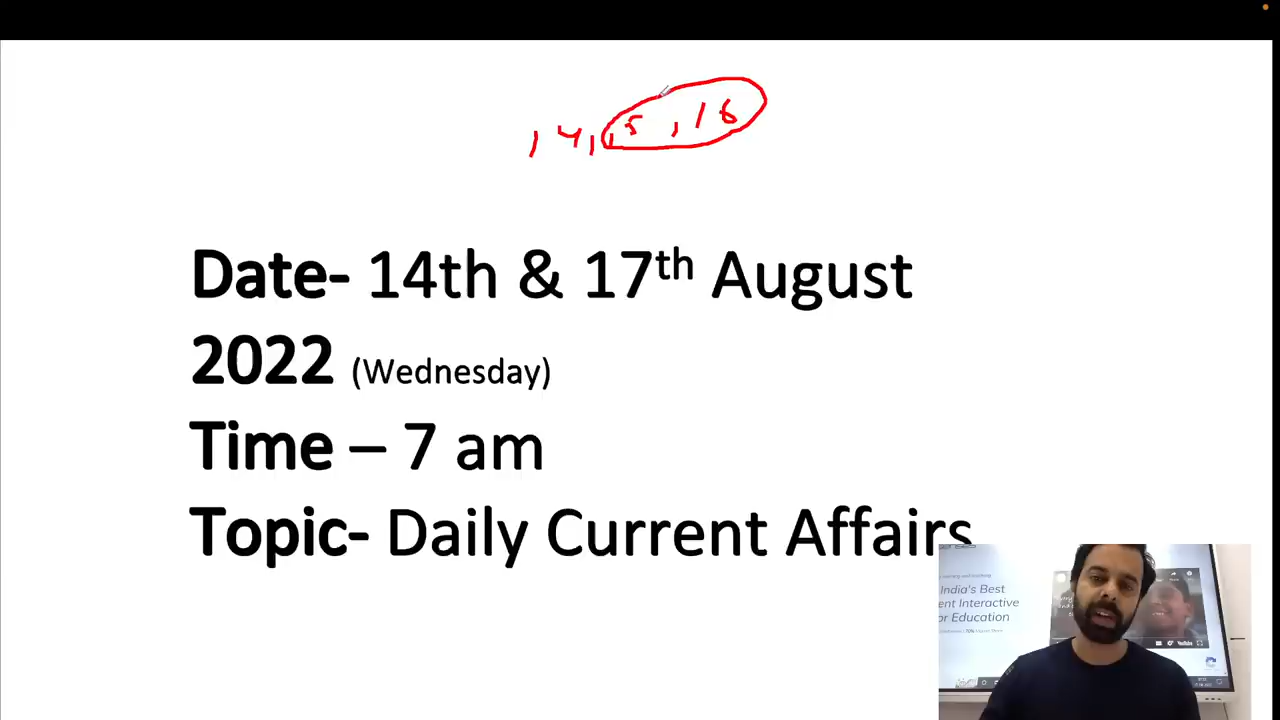 14, 15, 16
Date- 14th & 17th August
2022 (Wednesday)
Time – 7 am
Topic- Daily Current Affairs
India's Best
Interactive
Education
YouTube